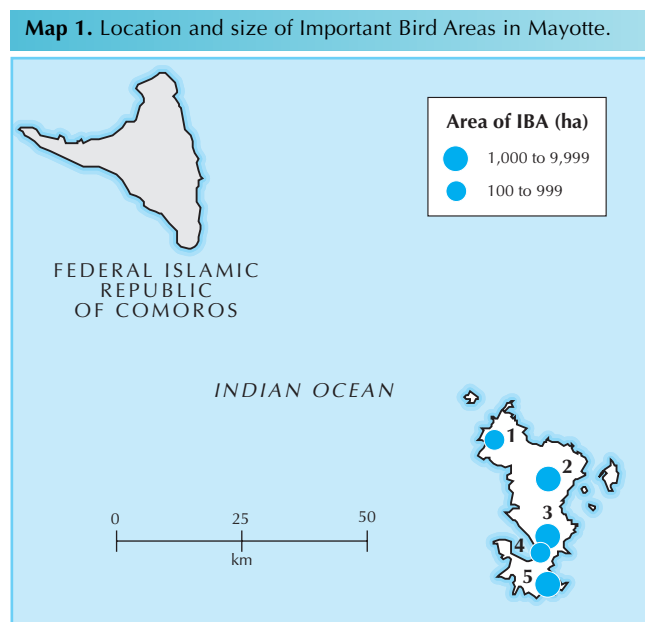 Map 1. Location and size of Important Bird Areas in Mayotte.
Area of IBA (ha)
1,000 to 9,999
100 to 999
FEDERAL ISLAMIC
REPUBLIC
OF COMOROS
INDIAN OCEAN
1
2
3
4
5
0 25 50
km